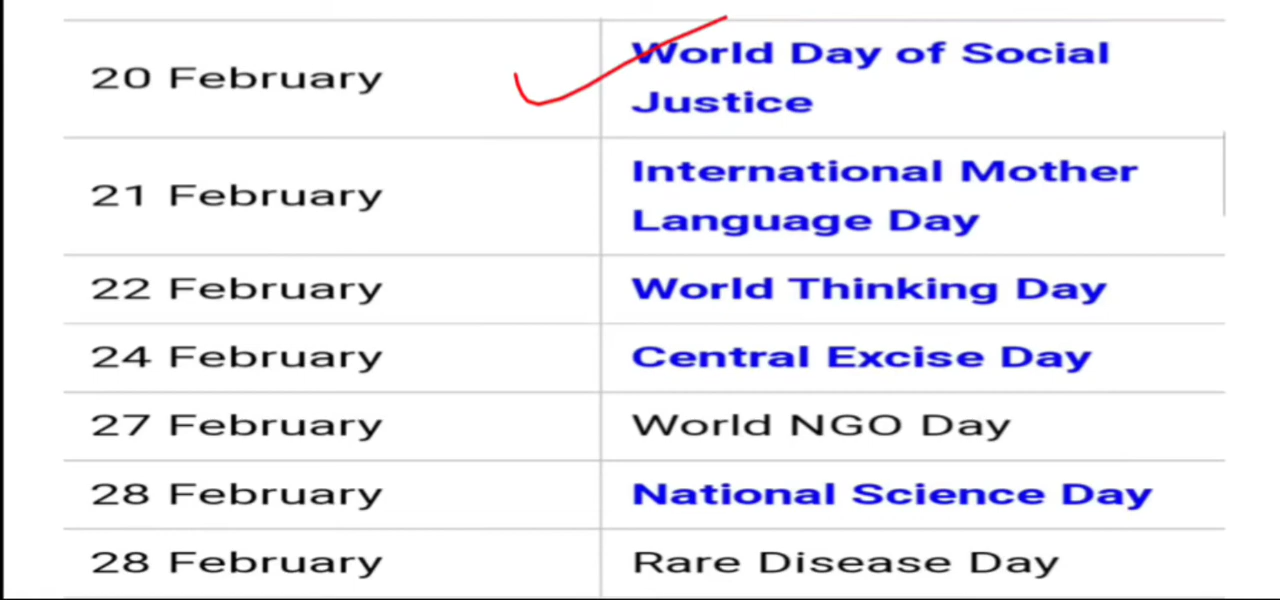 20 February
World Day of Social
Justice
21 February
International Mother
Language Day
22 February
World Thinking Day
24 February
Central Excise Day
27 February
World NGO Day
28 February
National Science Day
28 February
Rare Disease Day